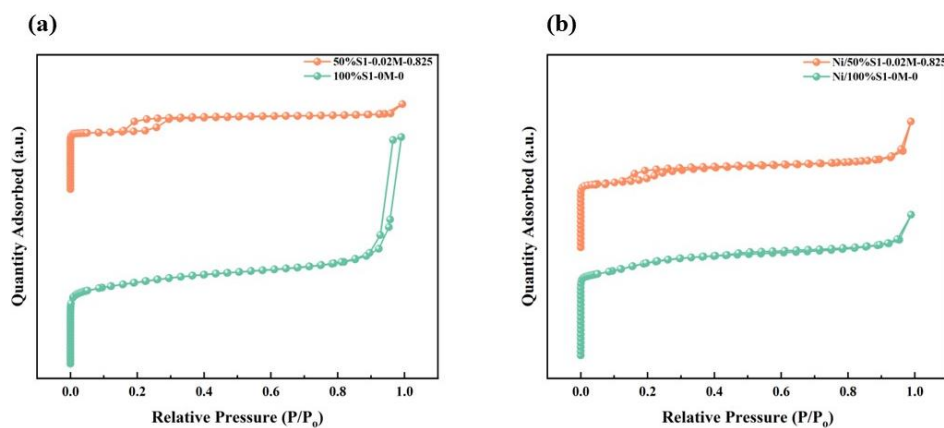 (a)
50%S1-0.02M-0.825
100%S1-0M-0
Quantity Adsorbed (a.u.)
0.0 0.2 0.4 0.6 0.8 1.0
Relative Pressure (P/Po)
(b)
Ni/50%S1-0.02M-0.825
Ni/100%S1-0M-0
Quantity Adsorbed (a.u.)
0.0 0.2 0.4 0.6 0.8 1.0
Relative Pressure (P/Po)